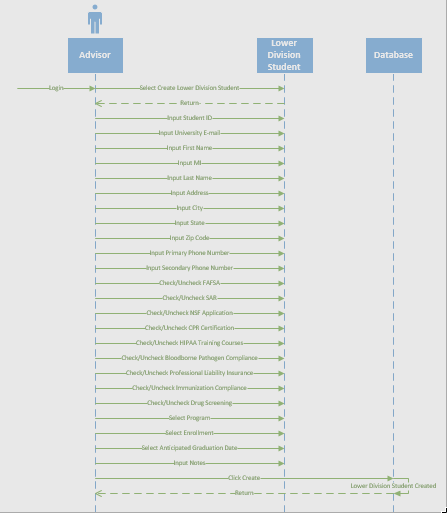 Advisor
Lower
Division
Student
Database
Login
Select Create Lower Division Student
Return
Input Student ID
Input University E-mail
Input First Name
Input MI
Input Last Name
Input Address
Input City
Input State
Input Zip Code
Input Primary Phone Number
Input Secondary Phone Number
Check/Uncheck FAFSA
Check/Uncheck SAR
Check/Uncheck NSF Application
Check/Uncheck CPR Certification
Check/Uncheck HIPAA Training Courses
Check/Uncheck Bloodborne Pathogen Compliance
Check/Uncheck Professional Liability Insurance
Check/Uncheck Immunization Compliance
Check/Uncheck Drug Screening
Select Program
Select Enrollment
Select Anticipated Graduation Date
Input Notes
Click Create
Lower Division Student Created
Return